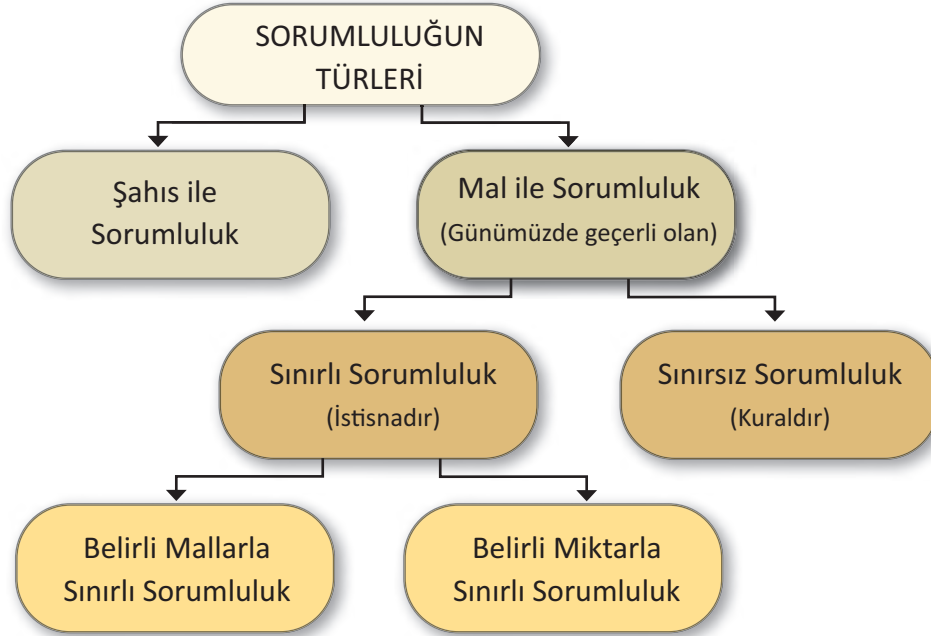 SORUMLULUĞUN
TÜRLERİ
Şahıs ile
Sorumluluk
Mal ile Sorumluluk
(Günümüzde geçerli olan)
Sınırlı Sorumluluk
(İstisnadır)
Sınırsız Sorumluluk
(Kuraldır)
Belirli Mallarla
Sınırlı Sorumluluk
Belirli Miktarla
Sınırlı Sorumluluk